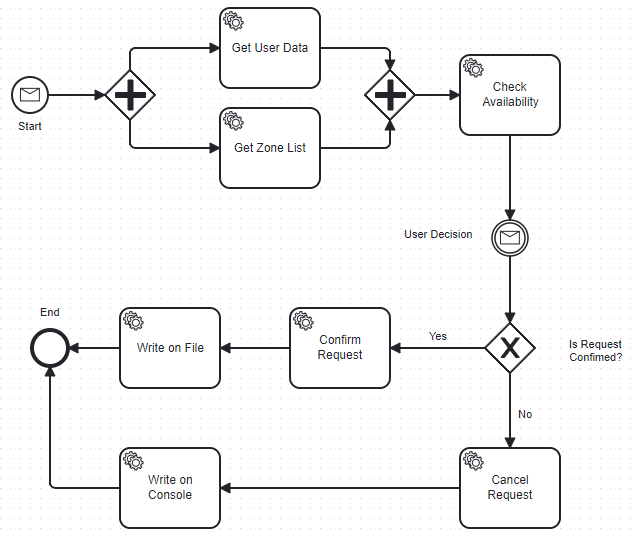 Get User Data
Start
Get Zone List
Check
Availability
User Decision
End
Write on File
Confirm
Request
Yes
Is Request
Confimed?
No
Write on
Console
Cancel
Request